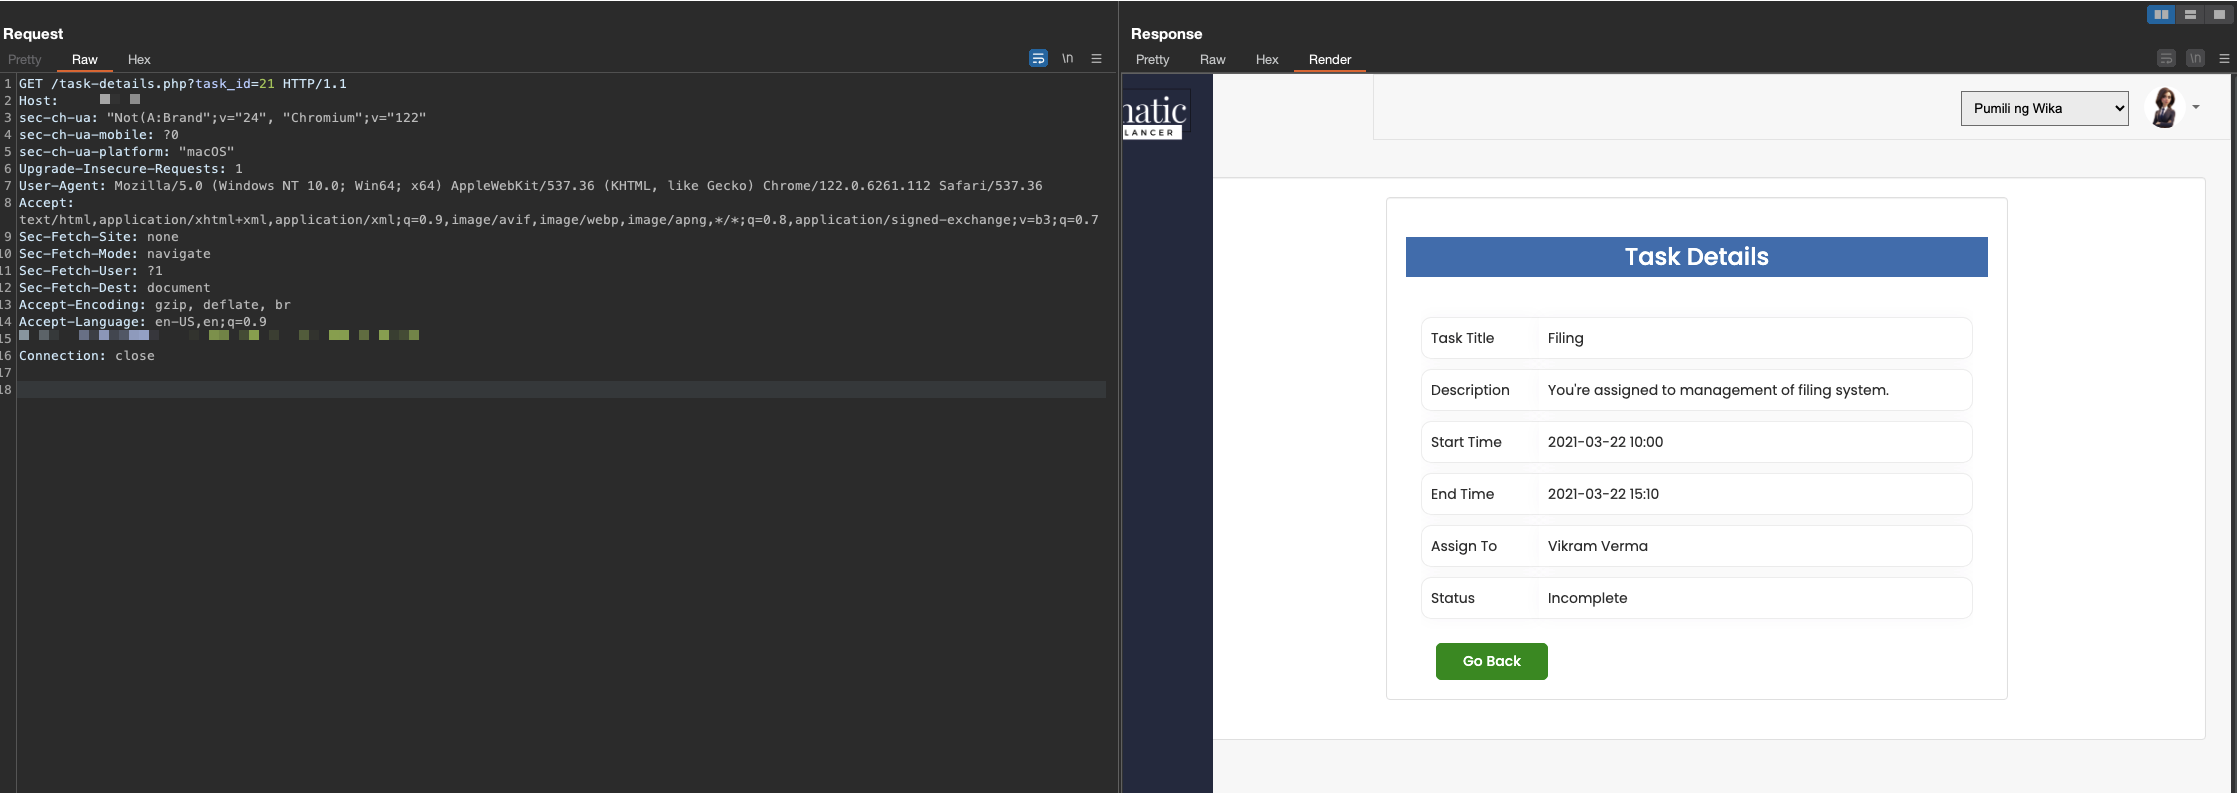 Request
Pretty Raw Hex
\n
1 GET /task-details.php?task_id=21 HTTP/1.1
2 Host:
3 sec-ch-ua: "Not(A:Brand";v="24", "Chromium";v="122"
4 sec-ch-ua-mobile: ?0
5 sec-ch-ua-platform: "macOS"
6 Upgrade-Insecure-Requests: 1
7 User-Agent: Mozilla/5.0 (Windows NT 10.0; Win64; x64) AppleWebKit/537.36 (KHTML, like Gecko) Chrome/122.0.6261.112 Safari/537.36
8 Accept:
text/html,application/xhtml+xml,application/xml;q=0.9,image/avif,image/webp,image/apng,*/*;q=0.8,application/signed-exchange;v=b3;q=0.7
9 Sec-Fetch-Site: none
10 Sec-Fetch-Mode: navigate
11 Sec-Fetch-User: ?1
12 Sec-Fetch-Dest: document
13 Accept-Encoding: gzip, deflate, br
14 Accept-Language: en-US,en;q=0.9
15
16 Connection: close
17
18
Response
Pretty Raw Hex Render
\n
natic
LANCER
Pumili ng Wika
Task Details
Task Title Filing
Description You're assigned to management of filing system.
Start Time 2021-03-22 10:00
End Time 2021-03-22 15:10
Assign To Vikram Verma
Status Incomplete
Go Back